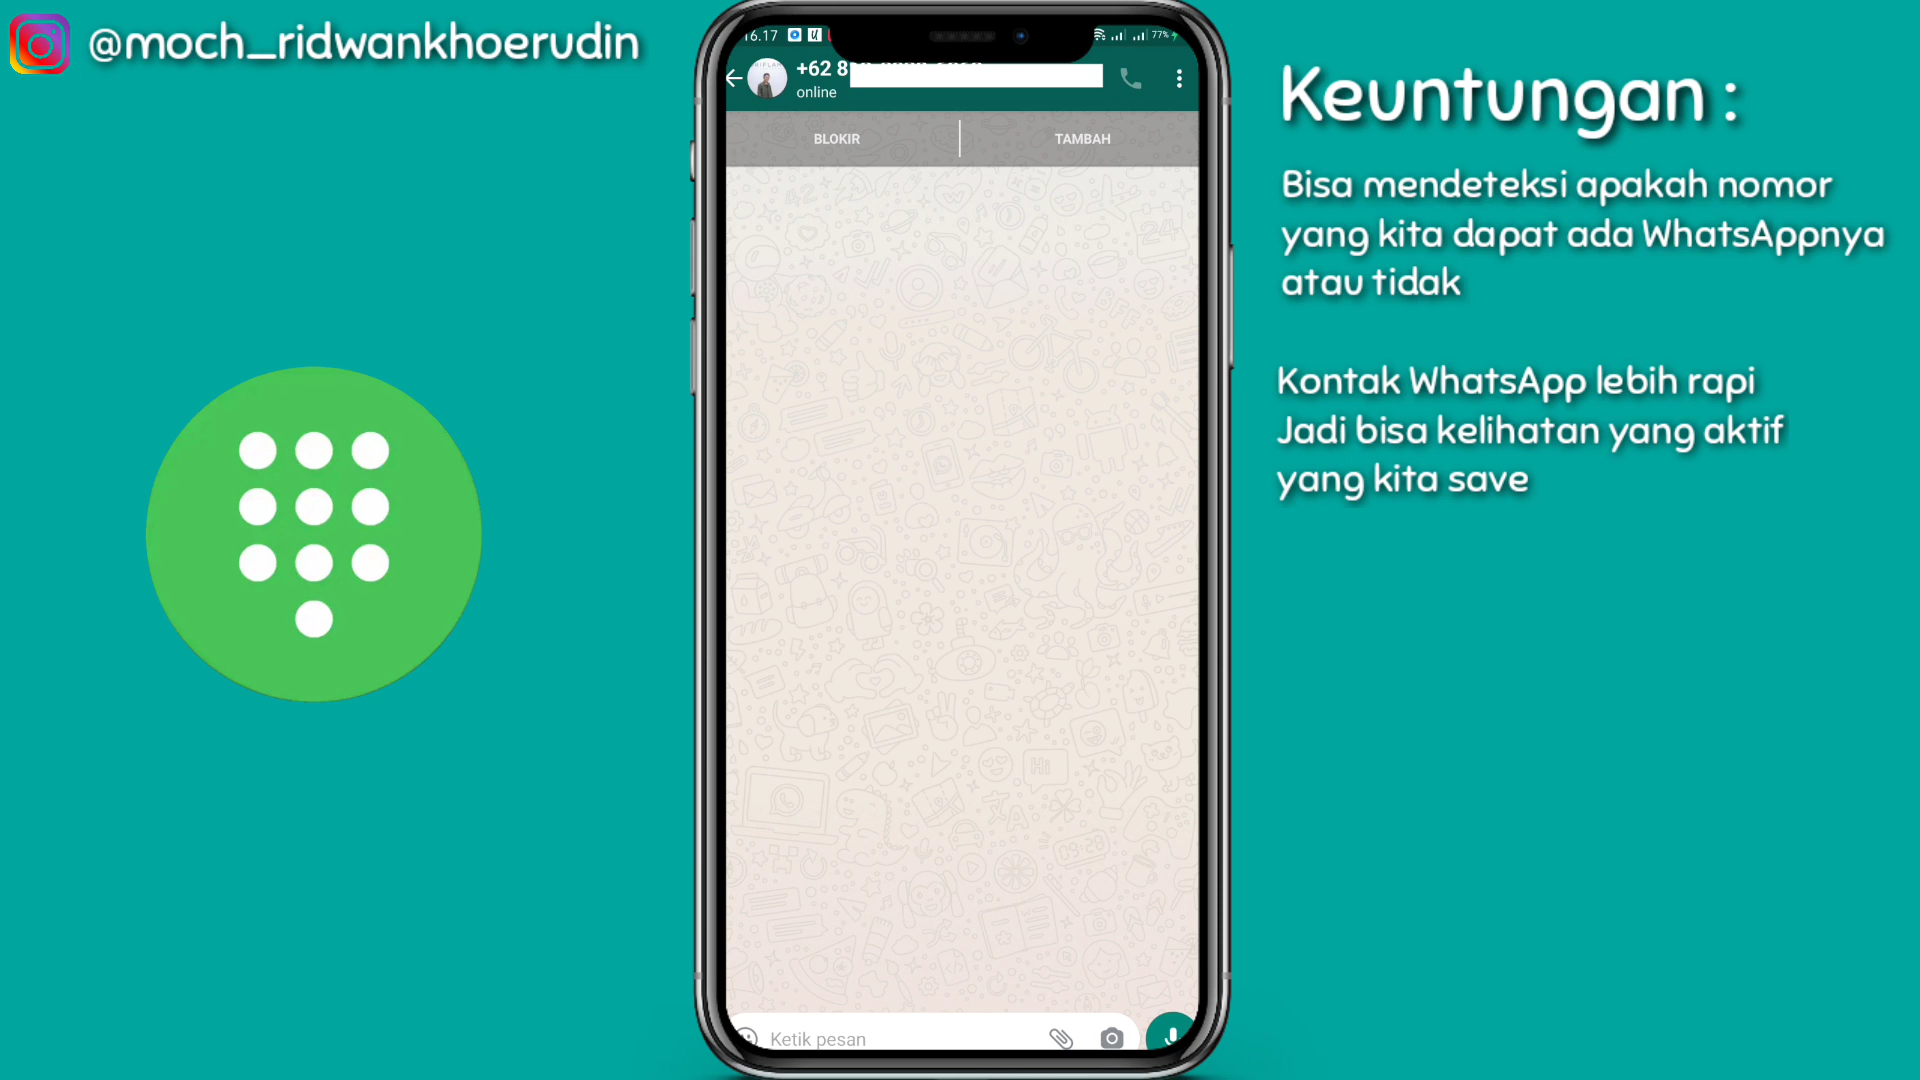 @moch_ridwankhoerudin
16.17
77%
+62 8
online
BLOKIR
TAMBAH
Ketik pesan
Keuntungan :
Bisa mendeteksi apakah nomor
yang kita dapat ada WhatsAppnya
atau tidak
Kontak WhatsApp lebih rapi
Jadi bisa kelihatan yang aktif
yang kita save